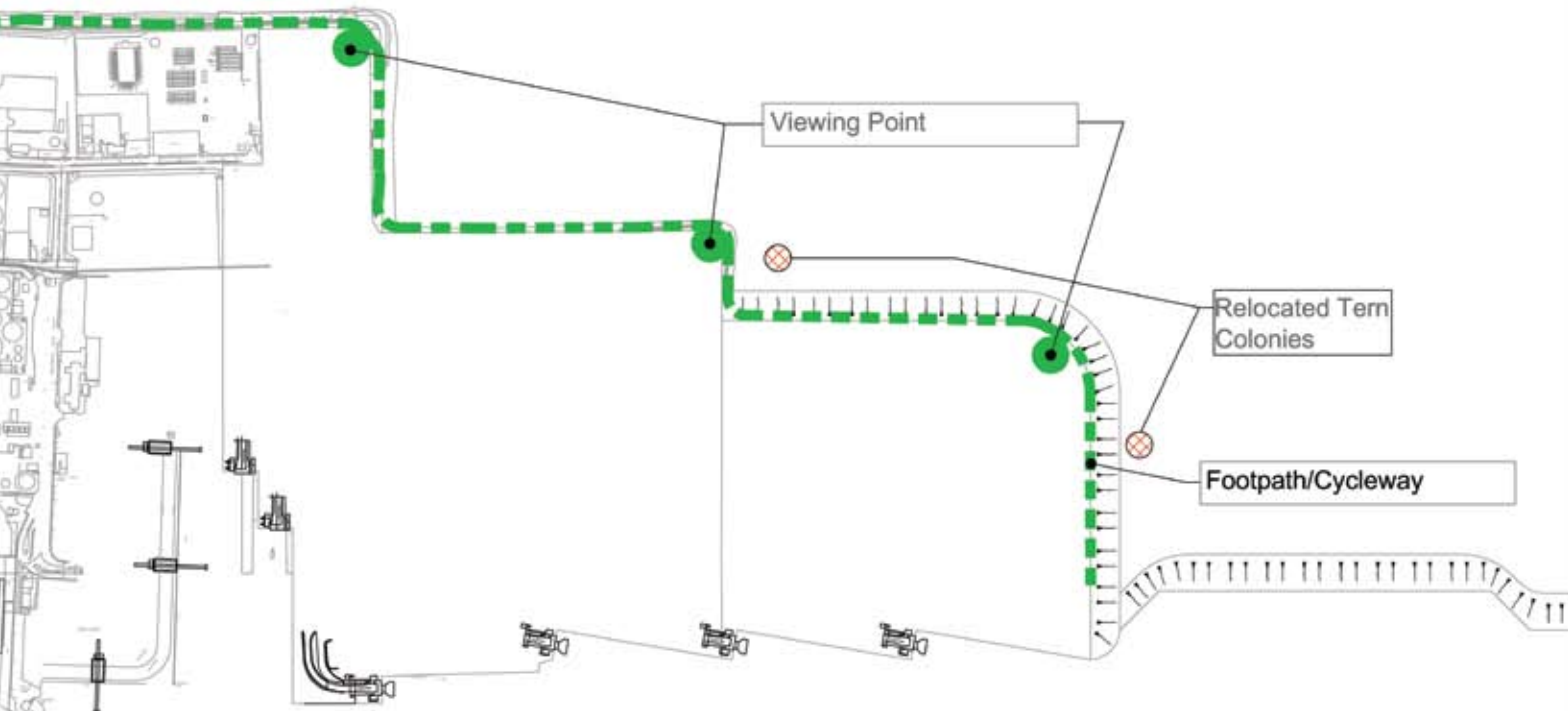 Viewing Point
Relocated Tern
Colonies
Footpath/Cycleway